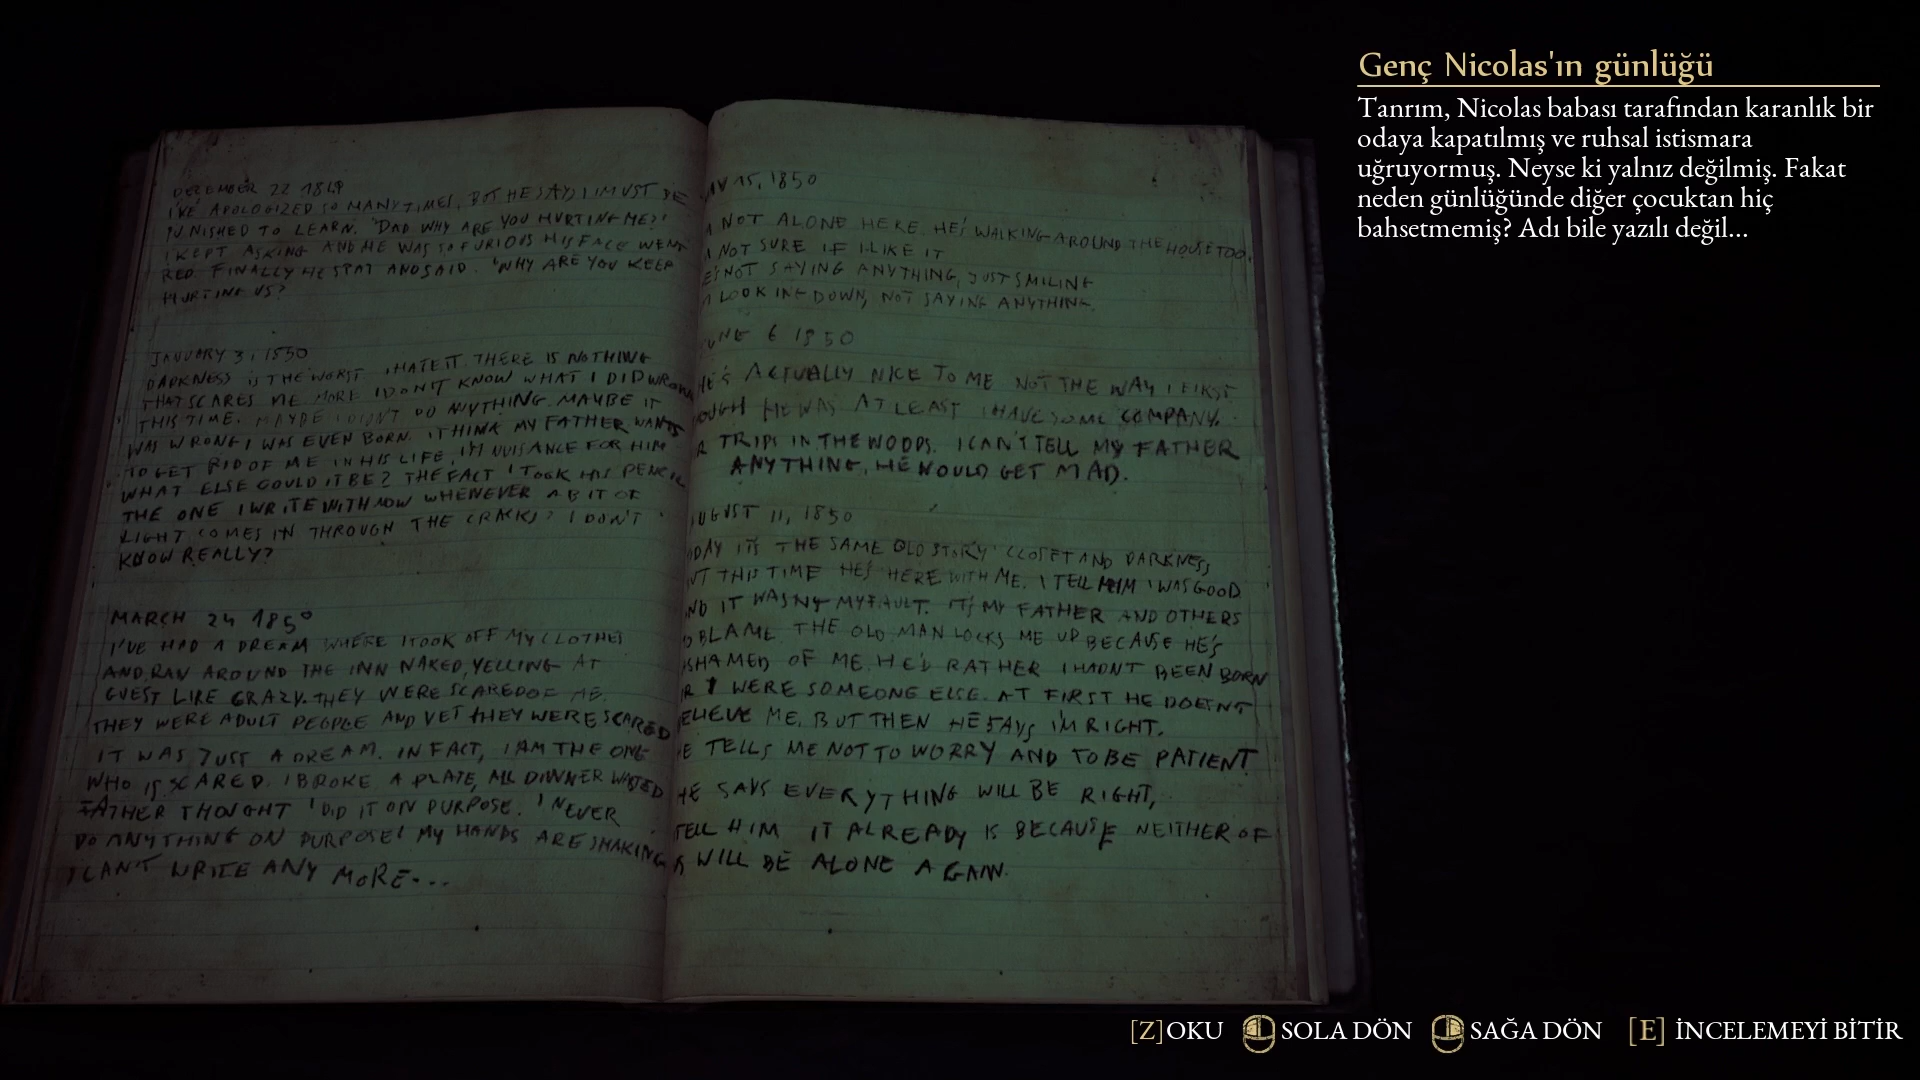 DECEMBER 22 1849
I'VE APOLOGIZED SO MANY TIMES, BUT HE SAYS I MUST BE
PUNISHED TO LEARN. "DAD WHY ARE YOU HURTING ME?!
I KEPT ASKING AND HE WAS SO FURIOUS HIS FACE WENT
RED. FINALLY HE SPAT AND SAID. "WHY ARE YOU KEEP
HURTING US?
JANUARY 3, 1850
DARKNESS IS THE WORST I HATE IT. THERE IS NOTHING
THAT SCARES ME MORE I DON'T KNOW WHAT I DID WRONG
THIS TIME. MAYBE I DIDN'T DO ANYTHING. MAYBE IT
WAS WRONG I WAS EVEN BORN. I THINK MY FATHER WANTS
TO GET RID OF ME IN HIS LIFE, I'M NUISANCE FOR HIM
WHAT ELSE COULD IT BE? THE FACT I TOOK HIS PENCIL
THE ONE I WRITE WITH NOW WHENEVER A BIT OF
LIGHT COMES IN THROUGH THE CRACKS? I DON'T
KNOW REALLY?
MARCH 24 1850
I'VE HAD A DREAM WHERE I TOOK OFF MY CLOTHES
AND RAN AROUND THE INN NAKED, YELLING AT
GUEST LIKE CRAZY. THEY WERE SCARED OF ME.
THEY WERE ADULT PEOPLE AND YET THEY WERE SCARED
IT WAS JUST A DREAM. IN FACT, I AM THE ONE
WHO IS SCARED. I BROKE A PLATE, ALL DINNER WASTED
FATHER THOUGHT I DID IT ON PURPOSE. I NEVER
DO ANYTHING ON PURPOSE! MY HANDS ARE SHAKING
I CAN'T WRITE ANY MORE...
15, 1850
NOT ALONE HERE. HE'S WALKING AROUND THE HOUSE TOO.
NOT SURE IF I LIKE IT
E'S NOT SAYING ANYTHING, JUST SMILING
LOOKING DOWN, NOT SAYING ANYTHING.
UNE 6 1850
HE'S ACTUALLY NICE TO ME NOT THE WAY I FIRST
OUGH HE WAS AT LEAST I HAVE SOME COMPANY.
R TRIPS IN THE WOODS. I CAN'T TELL MY FATHER
ANYTHING, HE WOULD GET MAD.
UGUST 11, 1850
ODAY IT'S THE SAME OLD STORY CLOSET AND DARKNESS
UT THIS TIME HE'S HERE WITH ME. I TELL HIM I WAS GOOD
ND IT WASN'T MY FAULT. IT'S MY FATHER AND OTHERS
BLAME. THE OLD MAN LOCKS ME UP BECAUSE HE'S
SHAMED OF ME. HE'D RATHER I HADN'T BEEN BORN
R I WERE SOMEONE ELSE. AT FIRST HE DOESN'T
ELIEVE ME. BUT THEN HE SAYS I'M RIGHT.
E TELLS ME NOT TO WORRY AND TO BE PATIENT
HE SAYS EVERYTHING WILL BE RIGHT,
TELL HIM IT ALREADY IS BECAUSE NEITHER OF
S WILL BE ALONE AGAIN.
Genç Nicolas'ın günlüğü
Tanrım, Nicolas babası tarafından karanlık bir
odaya kapatılmış ve ruhsal istismara
uğruyormuş. Neyse ki yalnız değilmiş. Fakat
neden günlüğünde diğer çocuktan hiç
bahsetmemiş? Adı bile yazılı değil...
[Z] OKU SOLA DÖN SAĞA DÖN [E] İNCELEMEYİ BİTİR